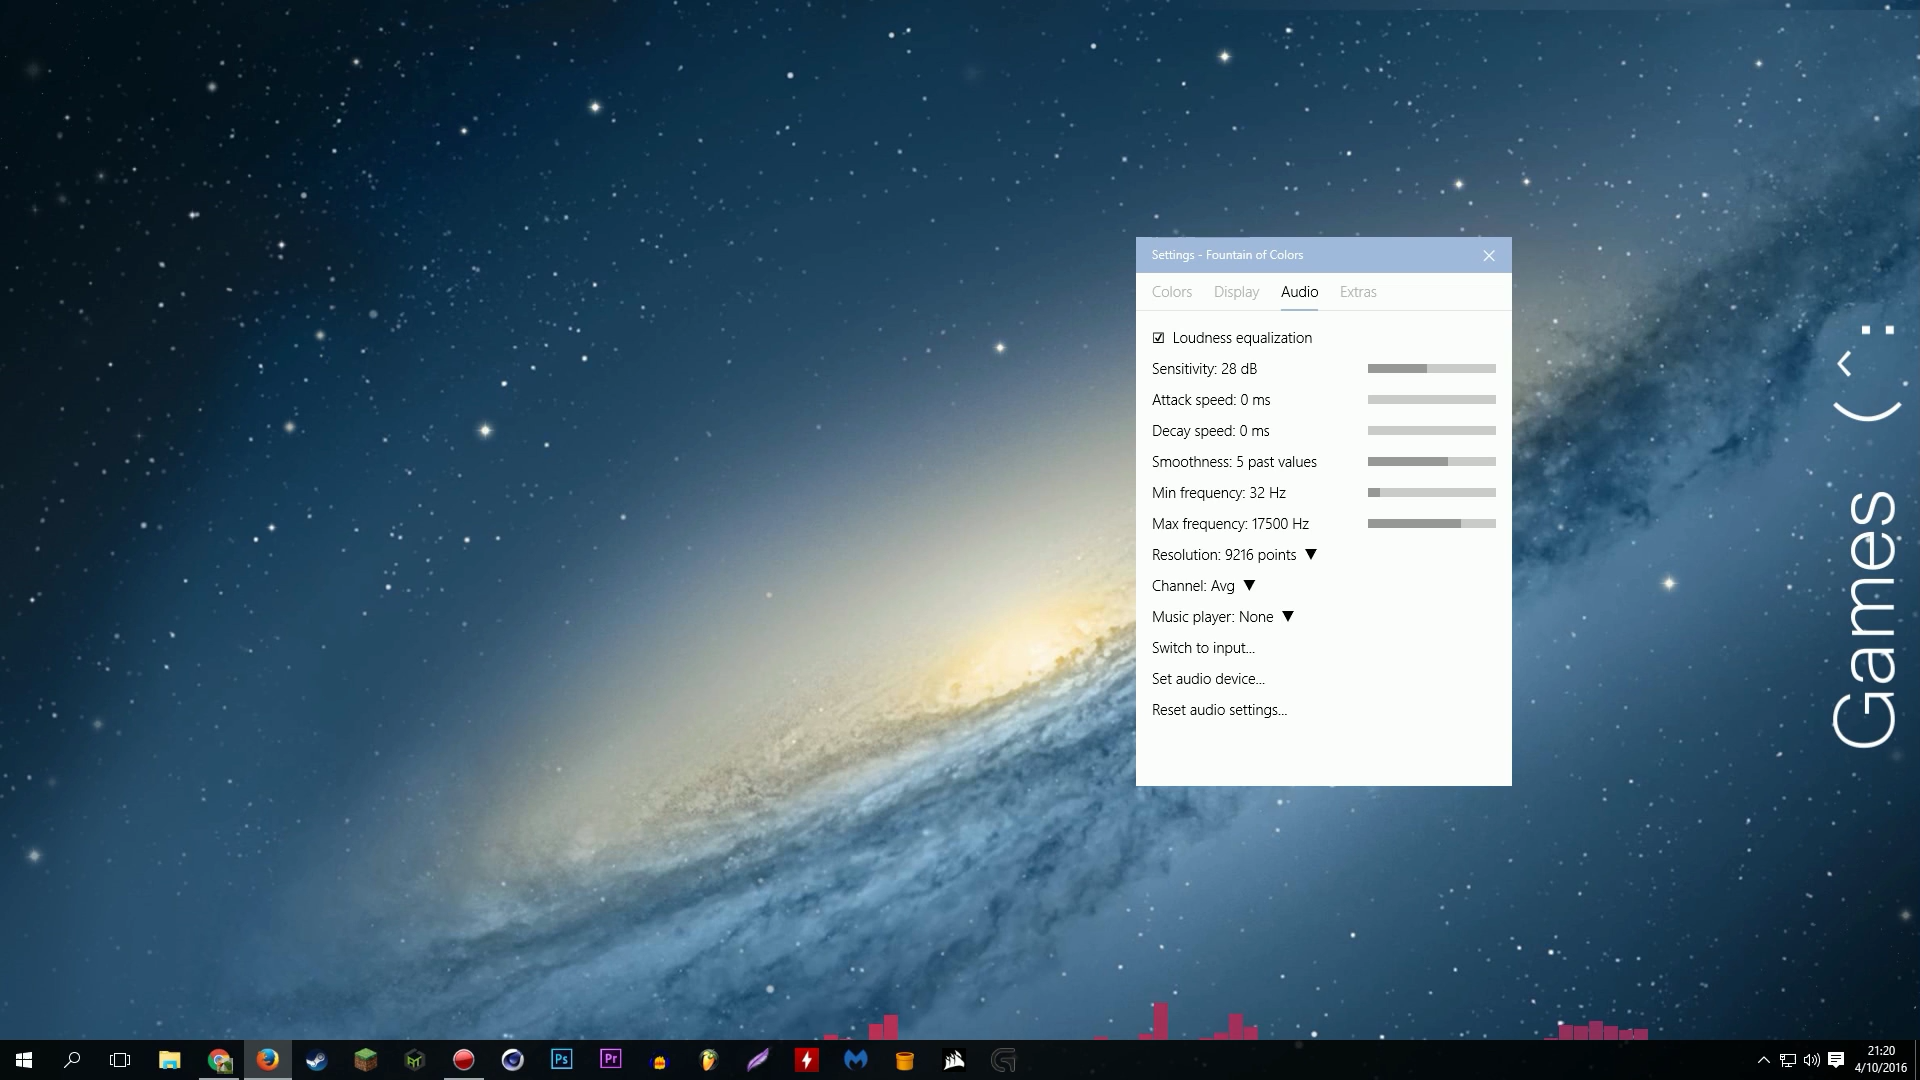 Settings - Fountain of Colors
Colors Display Audio Extras
Loudness equalization
Sensitivity: 28 dB
Attack speed: 0 ms
Decay speed: 0 ms
Smoothness: 5 past values
Min frequency: 32 Hz
Max frequency: 17500 Hz
Resolution: 9216 points ▼
Channel: Avg ▼
Music player: None ▼
Switch to input...
Set audio device...
Reset audio settings...
Games
Ps
Pr
21:20
4/10/2016